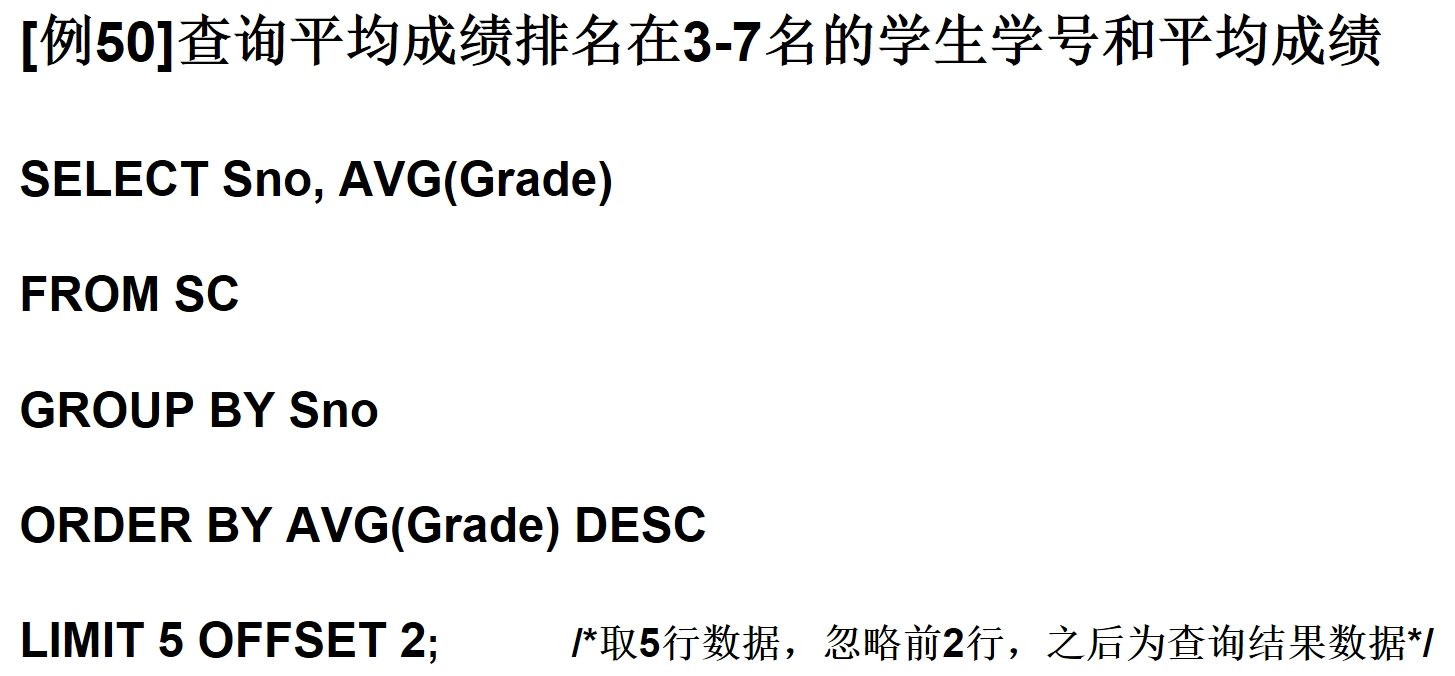 [例50]查询平均成绩排名在3-7名的学生学号和平均成绩
SELECT Sno, AVG(Grade)
FROM SC
GROUP BY Sno
ORDER BY AVG(Grade) DESC
LIMIT 5 OFFSET 2; /*取5行数据，忽略前2行，之后为查询结果数据*/